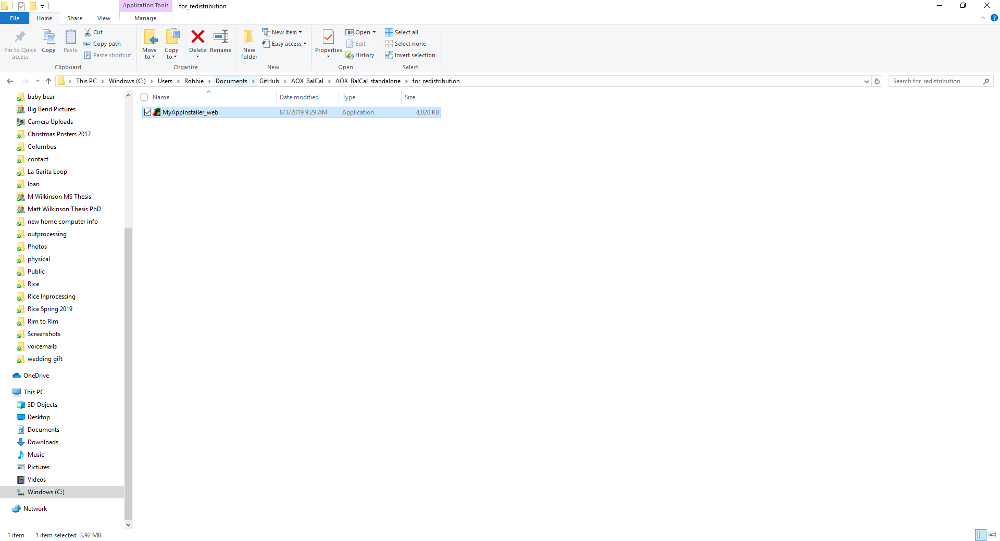 Application Tools
for_redistribution
File
Home
Share
View
Manage
Pin to Quick access
Copy
Paste
Cut
Copy path
Paste shortcut
Clipboard
Move to
Copy to
Delete
Rename
Organize
New folder
New item
Easy access
New
Properties
Open
Edit
History
Open
Select all
Select none
Invert selection
Select
This PC > Windows (C:) > Users > Robbie > Documents > GitHub > AOX_BalCal > AOX_BalCal_standalone > for_redistribution
Search for_redistribution
baby bear
Big Bend Pictures
Camera Uploads
Christmas Posters 2017
Columbus
contact
La Garita Loop
loan
M Wilkinson MS Thesis
Matt Wilkinson Thesis PhD
new home computer info
outprocessing
Photos
physical
Public
Rice
Rice Inprocessing
Rice Spring 2019
Rim to Rim
Screenshots
voicemails
wedding gift
OneDrive
This PC
3D Objects
Desktop
Documents
Downloads
Music
Pictures
Videos
Windows (C:)
Network
Name Date modified Type Size
MyAppInstaller_web 8/3/2019 9:29 AM Application 4,020 KB
1 item 1 item selected 3.92 MB